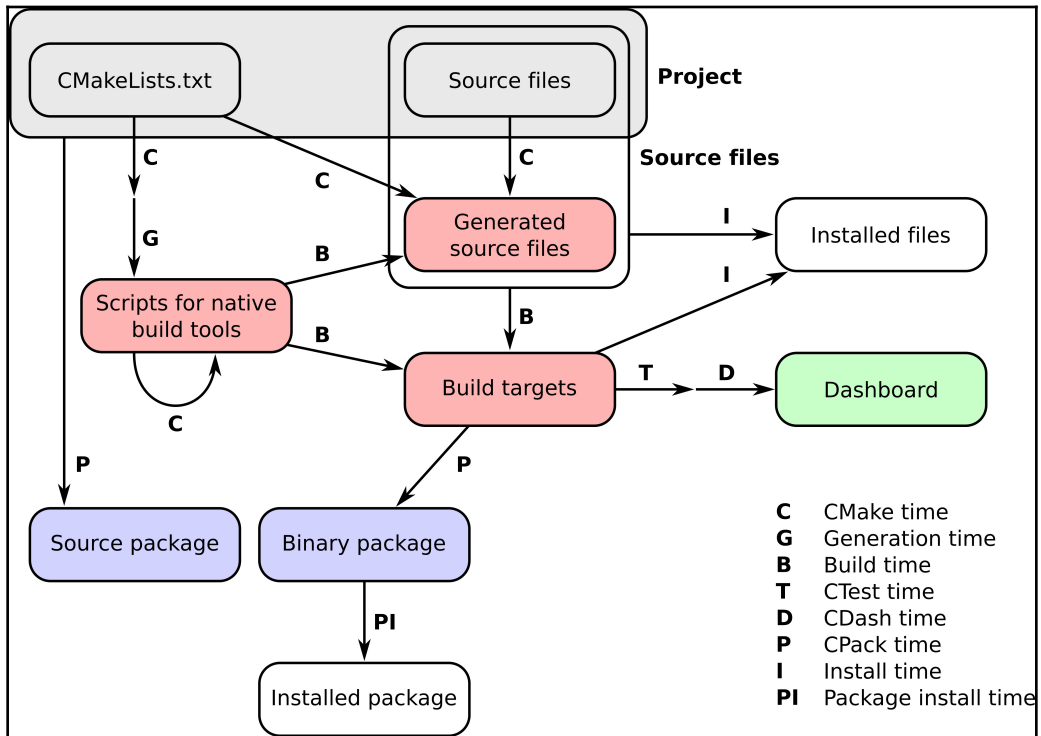 CMakeLists.txt
Source files
Project
C
C
C
Source files
G
B
Generated
source files
I
Installed files
I
Scripts for native
build tools
B
B
C
Build targets
T
D
Dashboard
P
P
Source package
Binary package
PI
Installed package
C CMake time
G Generation time
B Build time
T CTest time
D CDash time
P CPack time
I Install time
PI Package install time